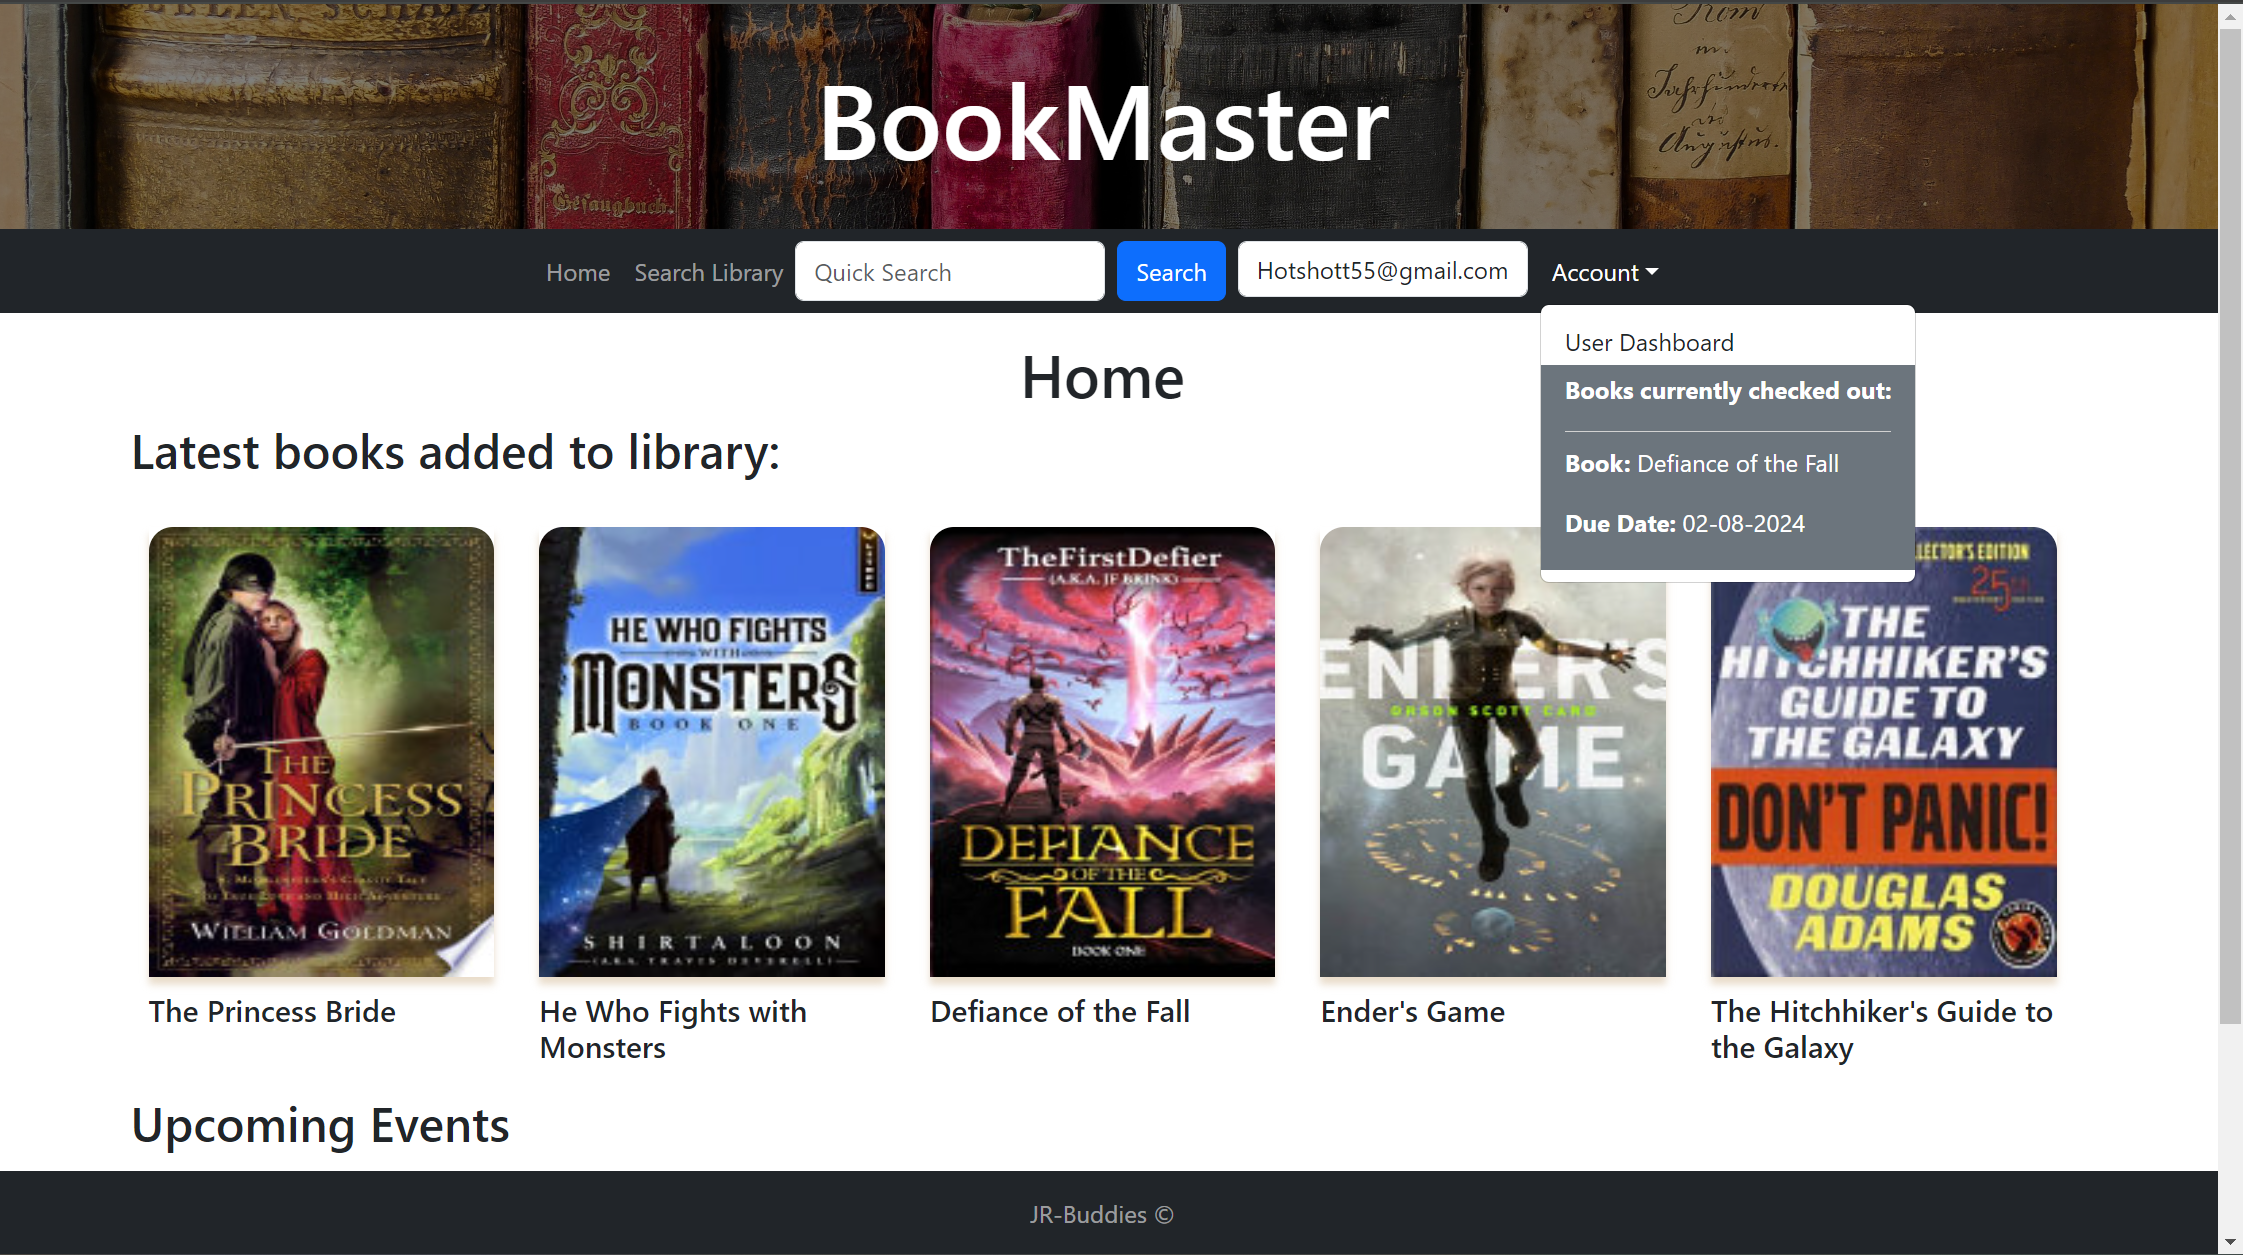 BookMaster
Gesangbuch.
Home
Search Library
Quick Search
Search
Hotshott55@gmail.com
Account
User Dashboard
Books currently checked out:
Book: Defiance of the Fall
Due Date: 02-08-2024
Home
Latest books added to library:
THE
PRINCESS
BRIDE
WILLIAM GOLDMAN
HE WHO FIGHTS
WITH
MONSTERS
BOOK ONE
SHIRTALOON
TheFirstDefier
(A.K.A. JF BRINK)
DEFIANCE
OF THE
FALL
BOOK ONE
ENDER'S
ORSON SCOTT CARD
GAME
LECTOR'S EDITION
25TH
THE
HITCHHIKER'S
GUIDE TO
THE GALAXY
DON'T PANIC!
DOUGLAS
ADAMS
The Princess Bride
He Who Fights with
Monsters
Defiance of the Fall
Ender's Game
The Hitchhiker's Guide to
the Galaxy
Upcoming Events
JR-Buddies ©